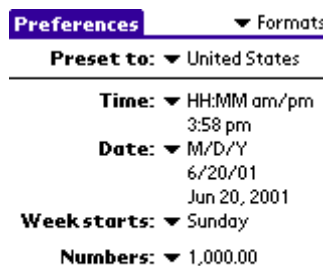 Preferences ▼ Formats
Preset to: ▼ United States
Time: ▼ HH:MM am/pm
3:58 pm
Date: ▼ M/D/Y
6/20/01
Jun 20, 2001
Week starts: ▼ Sunday
Numbers: ▼ 1,000.00